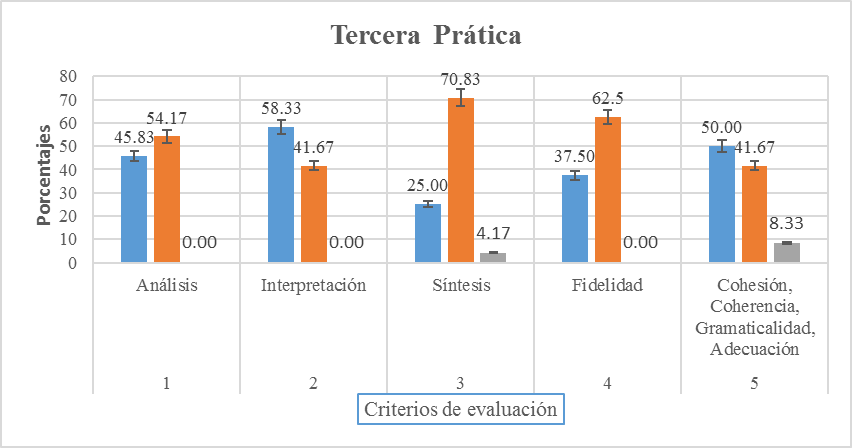 Tercera Prática
Porcentajes
80
70
60
50
40
30
20
10
0
45.83
54.17
0.00
58.33
41.67
0.00
25.00
70.83
4.17
37.50
62.5
0.00
50.00
41.67
8.33
Análisis
Interpretación
Síntesis
Fidelidad
Cohesión,
Coherencia,
Gramaticalidad,
Adecuación
1
2
3
4
5
Criterios de evaluación